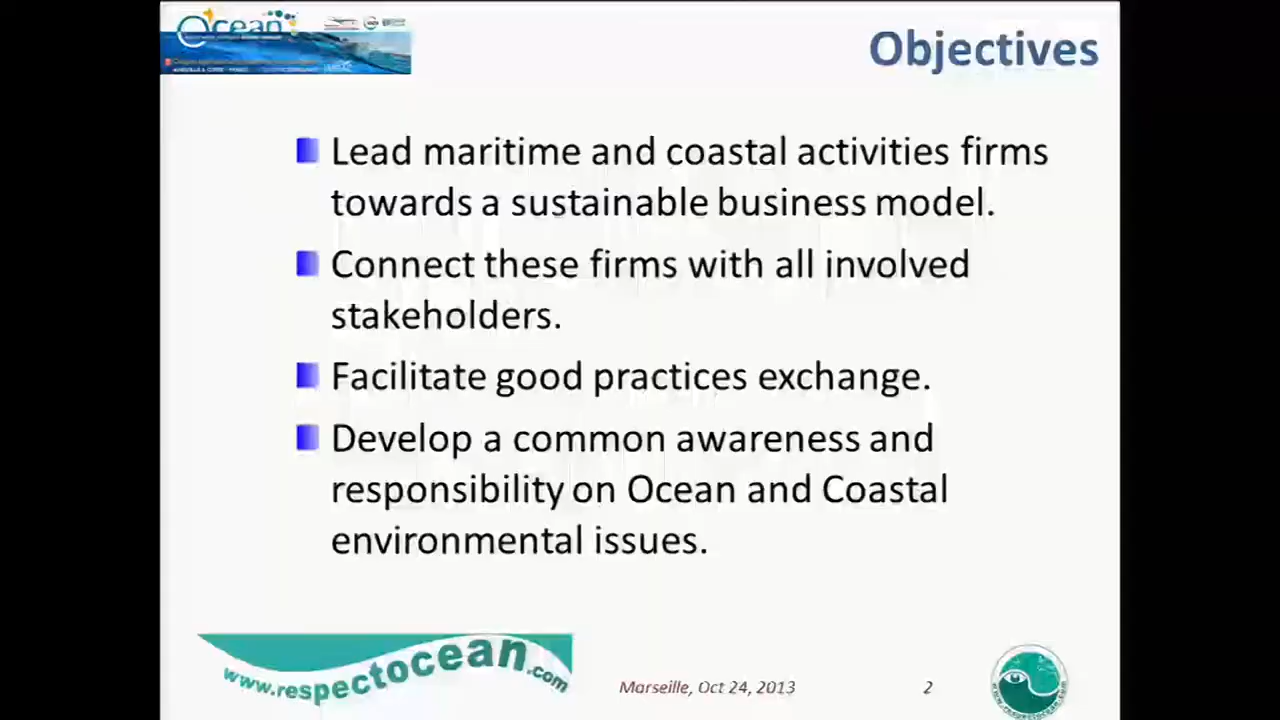 Ocean
Objectives
Lead maritime and coastal activities firms
towards a sustainable business model.
Connect these firms with all involved
stakeholders.
Facilitate good practices exchange.
Develop a common awareness and
responsibility on Ocean and Coastal
environmental issues.
www.respectocean.com
Marseille, Oct 24, 2013
2